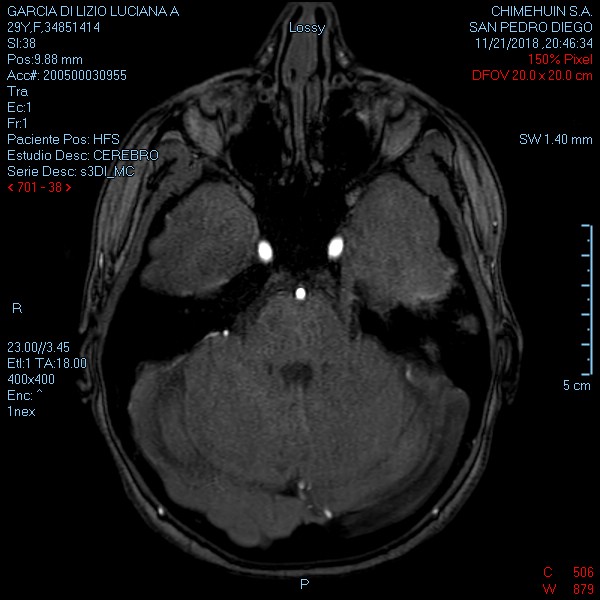 GARCIA DI LIZIO LUCIANA A
29Y,F,34851414
Sl:38
Pos:9.88 mm
Acc#: 200500030955
Tra
Ec:1
Fr:1
Paciente Pos: HFS
Estudio Desc: CEREBRO
Serie Desc: s3DI_MC
< 701 - 38 >
Lossy
CHIMEHUIN S.A.
SAN PEDRO DIEGO
11/21/2018 ,20:46:34
150% Pixel
DFOV 20.0 x 20.0 cm
SW 1.40 mm
R
23.00//3.45
Etl:1 TA:18.00
400x400
Enc: ^
1nex
5 cm
P
C 506
W 879